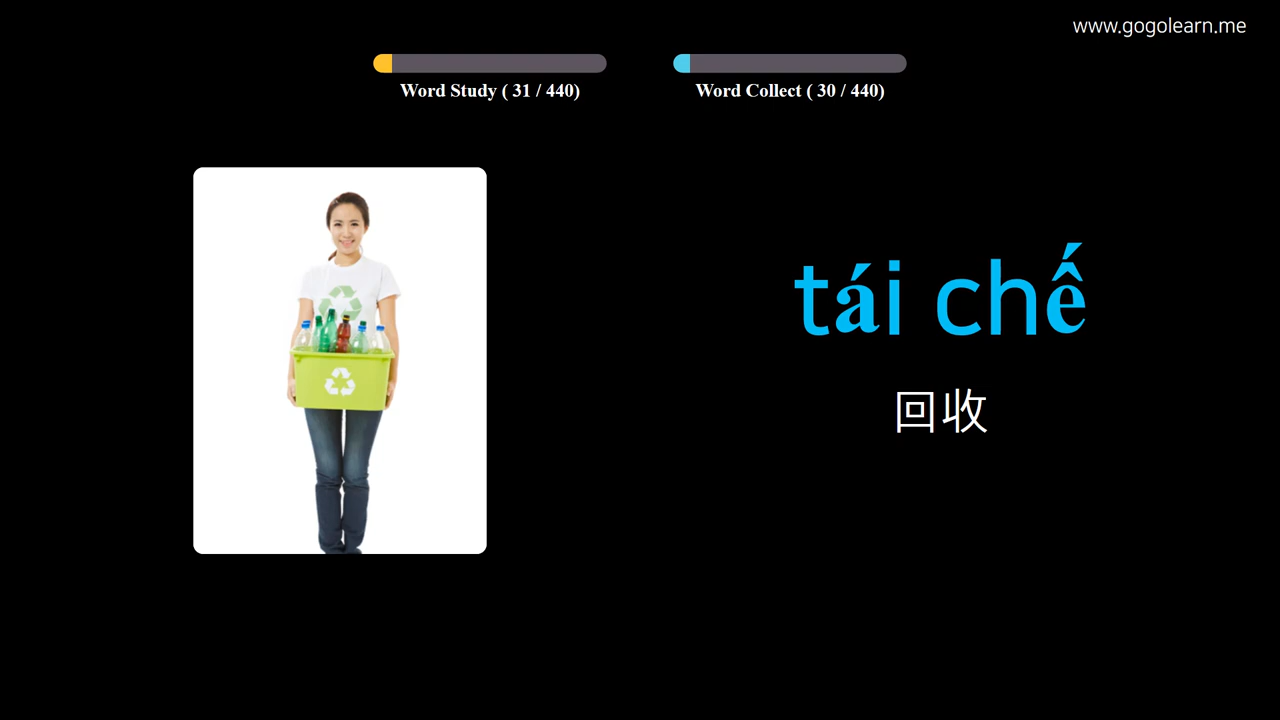 www.gogolearn.me
Word Study ( 31 / 440)
Word Collect ( 30 / 440)
tái chế
回收